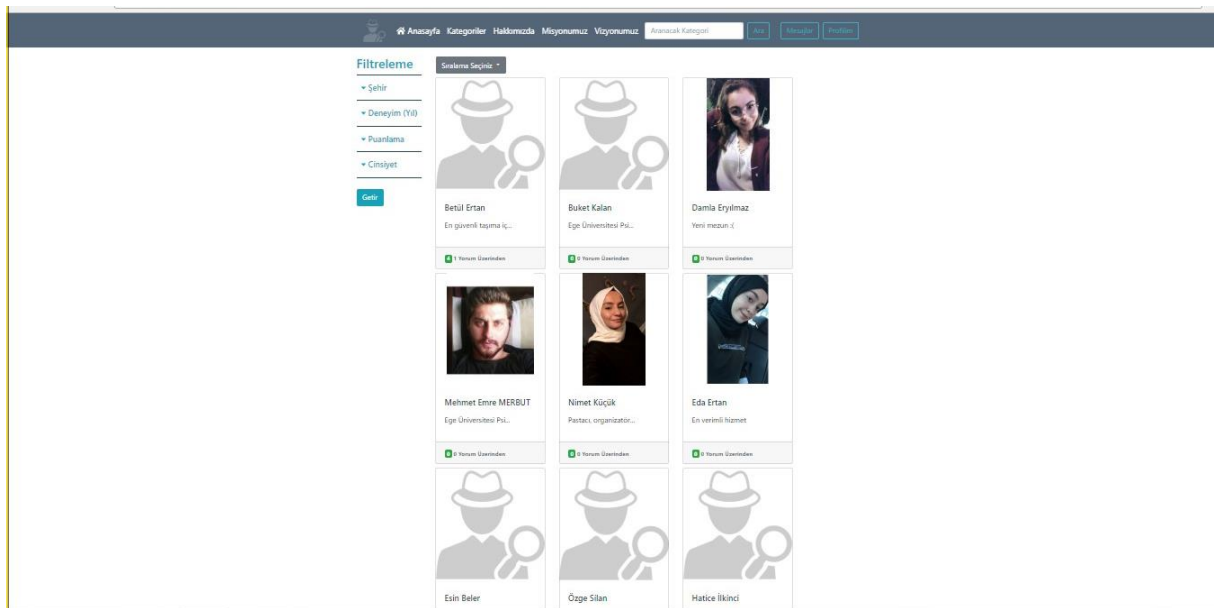 Anasayfa Kategoriler Hakkımızda Misyonumuz Vizyonumuz Aranacak Kategori Ara Mesajlar Profilim
Filtreleme
Şehir
Deneyim (Yıl)
Puanlama
Cinsiyet
Getir
Sıralama Seçiniz
Betül Ertan
En güvenli taşıma iç...
1 Yorum Üzerinden
Buket Kalan
Ege Üniversitesi Psi...
0 Yorum Üzerinden
Damla Eryılmaz
Yeni mezun :(
0 Yorum Üzerinden
Mehmet Emre MERBUT
Ege Üniversitesi Psi...
0 0 Yorum Üzerinden
Nimet Küçük
Pastacı, organizatör...
0 0 Yorum Üzerinden
Eda Ertan
En verimli hizmet
0 0 Yorum Üzerinden
Esin Beler
Özge Silan
Hatice İlkinci